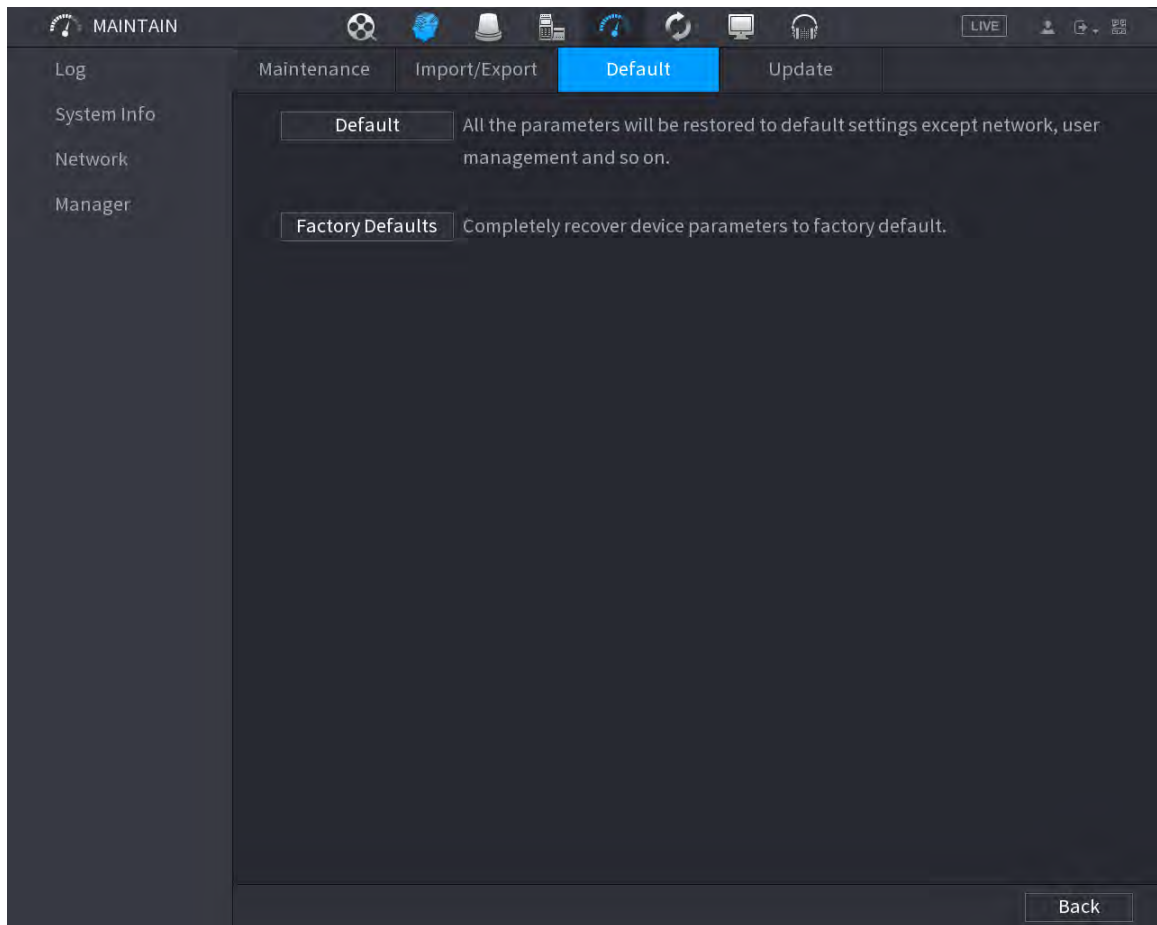 MAINTAIN
LIVE
Log
System Info
Network
Manager
Maintenance
Import/Export
Default
Update
Default
All the parameters will be restored to default settings except network, user
management and so on.
Factory Defaults
Completely recover device parameters to factory default.
Back